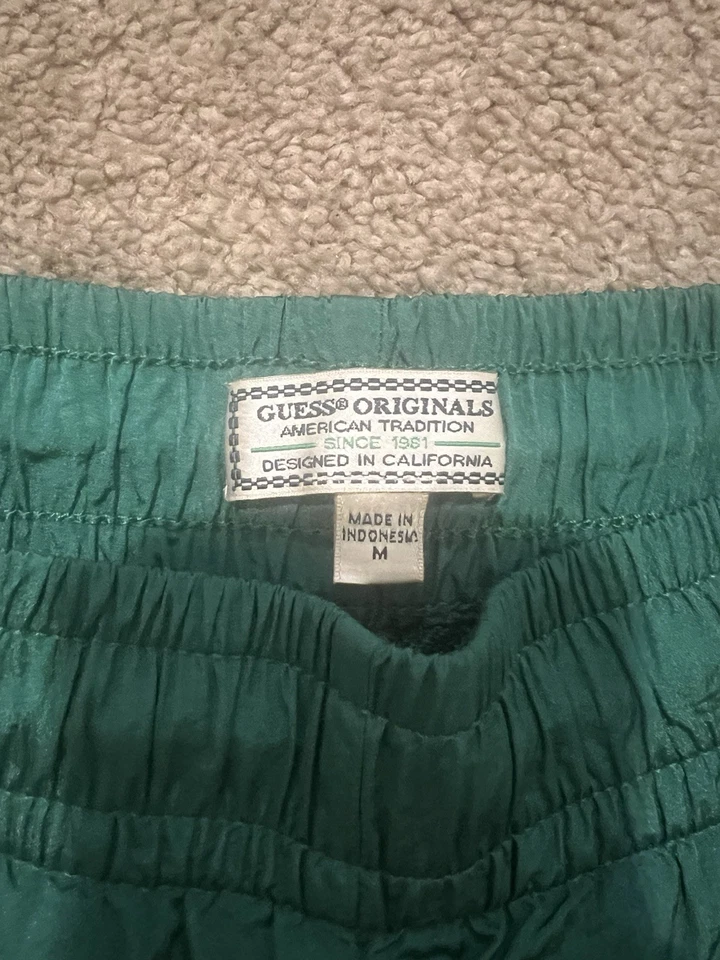 GUESS® ORIGINALS
AMERICAN TRADITION
SINCE 1981
DESIGNED IN CALIFORNIA
MADE IN
INDONESIA
M